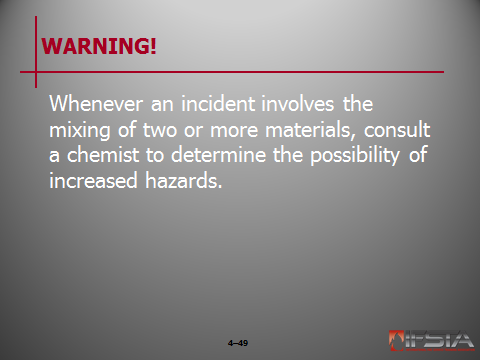 WARNING!
Whenever an incident involves the
mixing of two or more materials, consult
a chemist to determine the possibility of
increased hazards.
4–49
IFSTA